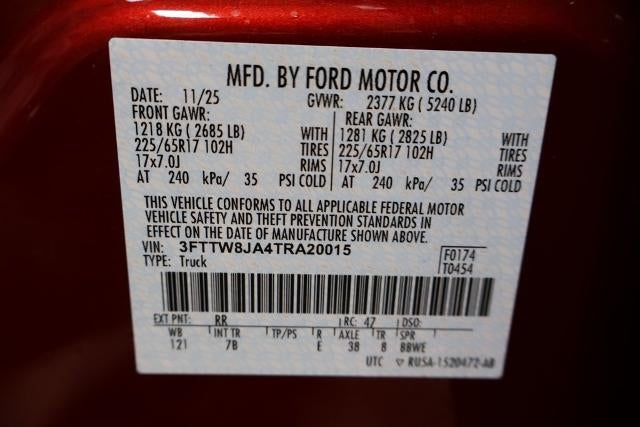 MFD. BY FORD MOTOR CO.
DATE: 11/25 GVWR: 2377 KG ( 5240 LB)
FRONT GAWR: REAR GAWR:
1218 KG ( 2685 LB) WITH 1281 KG ( 2825 LB) WITH
225/65R17 102H TIRES 225/65R17 102H TIRES
17x7.0J RIMS 17x7.0J RIMS
AT 240 kPa/ 35 PSI COLD AT 240 kPa/ 35 PSI COLD
THIS VEHICLE CONFORMS TO ALL APPLICABLE FEDERAL MOTOR
VEHICLE SAFETY AND THEFT PREVENTION STANDARDS IN
EFFECT ON THE DATE OF MANUFACTURE SHOWN ABOVE.
VIN: 3FTTW8JA4TRA20015 F0174
TYPE: Truck T0454
EXT PNT: RR RC: 47 DSO:
WB INT TR TP/PS R AXLE TR SPR
121 7B E 38 8 BBWE
UTC ▽ RU5A-1520472-AB